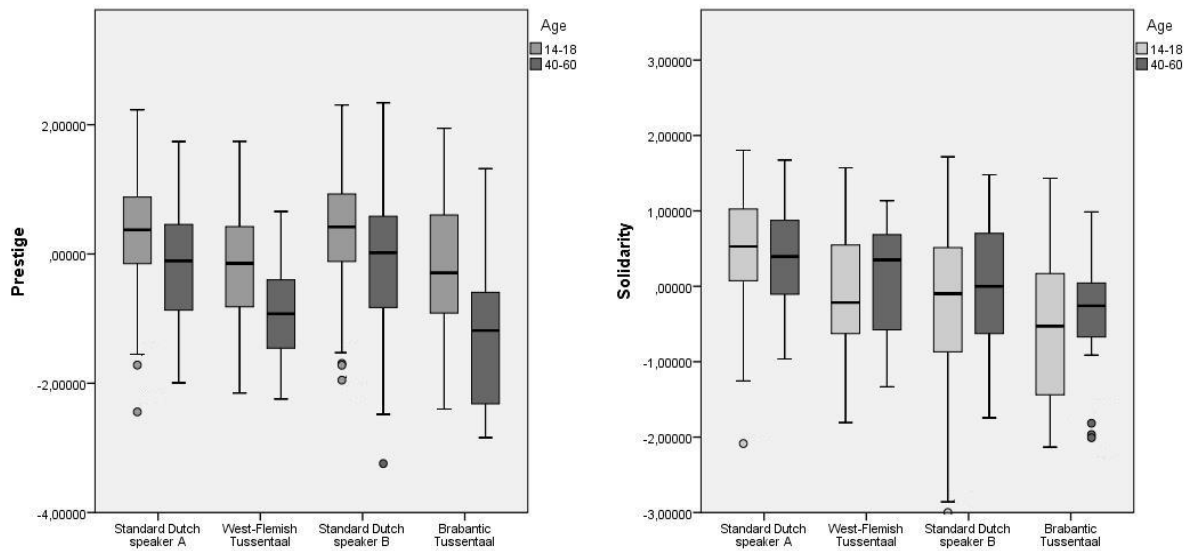 Age
14-18
40-60
2,00000
,00000
-2,00000
-4,00000
Prestige
Standard Dutch
speaker A
West-Flemish
Tussentaal
Standard Dutch
speaker B
Brabantic
Tussentaal
Age
14-18
40-60
3,00000
2,00000
1,00000
,00000
-1,00000
-2,00000
-3,00000
Solidarity
Standard Dutch
speaker A
West-Flemish
Tussentaal
Standard Dutch
speaker B
Brabantic
Tussentaal